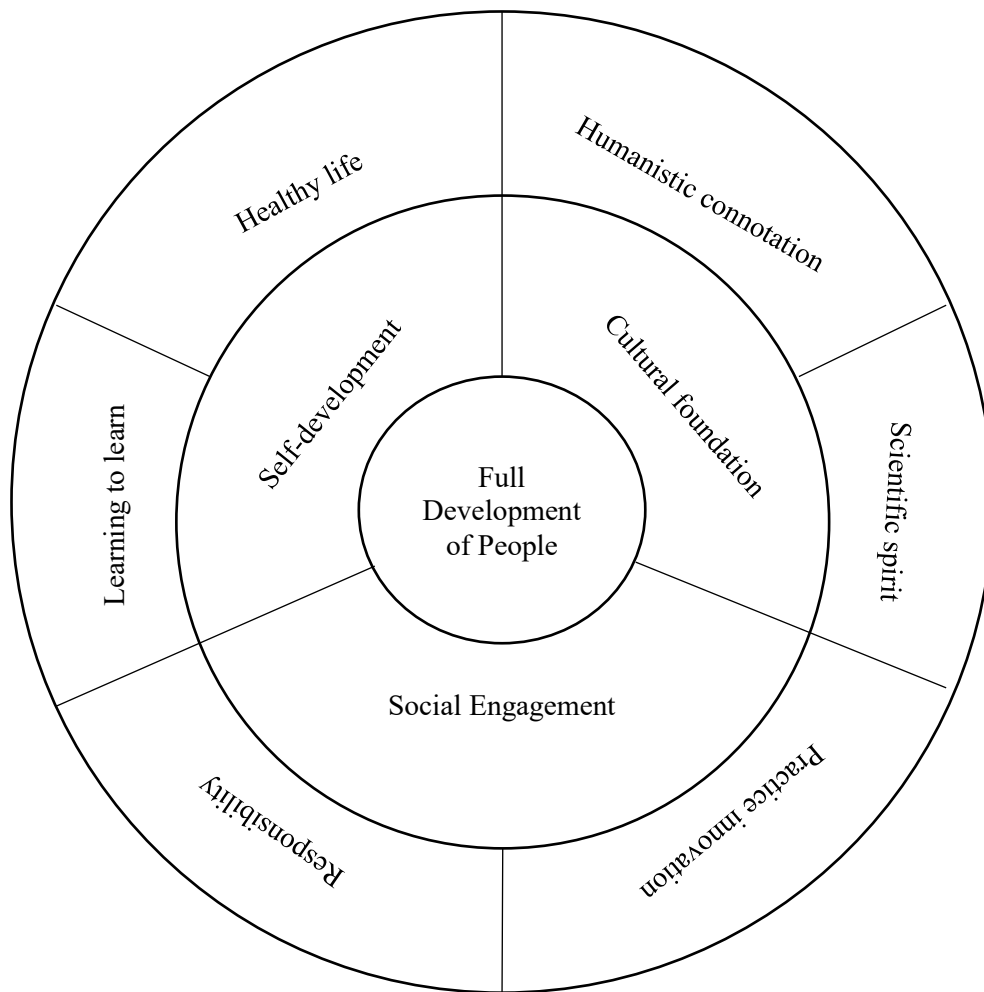 Healthy life
Humanistic connotation
Self-development
Cultural foundation
Learning to learn
Scientific spirit
Full
Development
of People
Social Engagement
Responsibility
Practice innovation